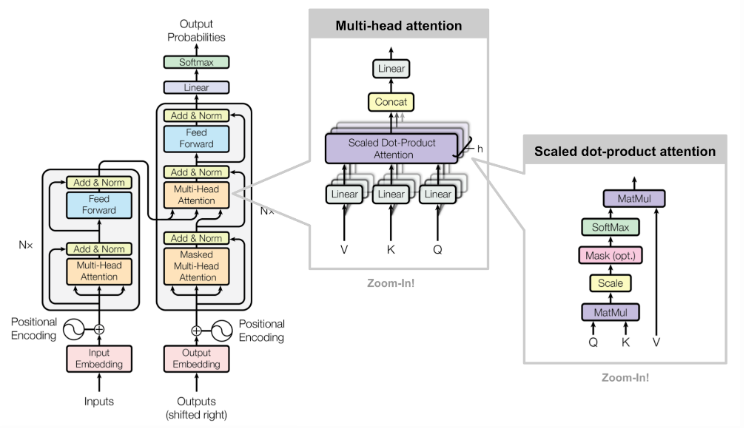 Output
Probabilities
Softmax
Linear
Add & Norm
Feed
Forward
Add & Norm
Multi-Head
Attention
Nx
Add & Norm
Masked
Multi-Head
Attention
Positional
Encoding
Output
Embedding
Outputs
(shifted right)
Add & Norm
Feed
Forward
Nx
Add & Norm
Multi-Head
Attention
Positional
Encoding
Input
Embedding
Inputs
Multi-head attention
Linear
Concat
Scaled Dot-Product
Attention
h
Linear
Linear
Linear
V
K
Q
Zoom-In!
Scaled dot-product attention
MatMul
SoftMax
Mask (opt.)
Scale
MatMul
Q
K
V
Zoom-In!